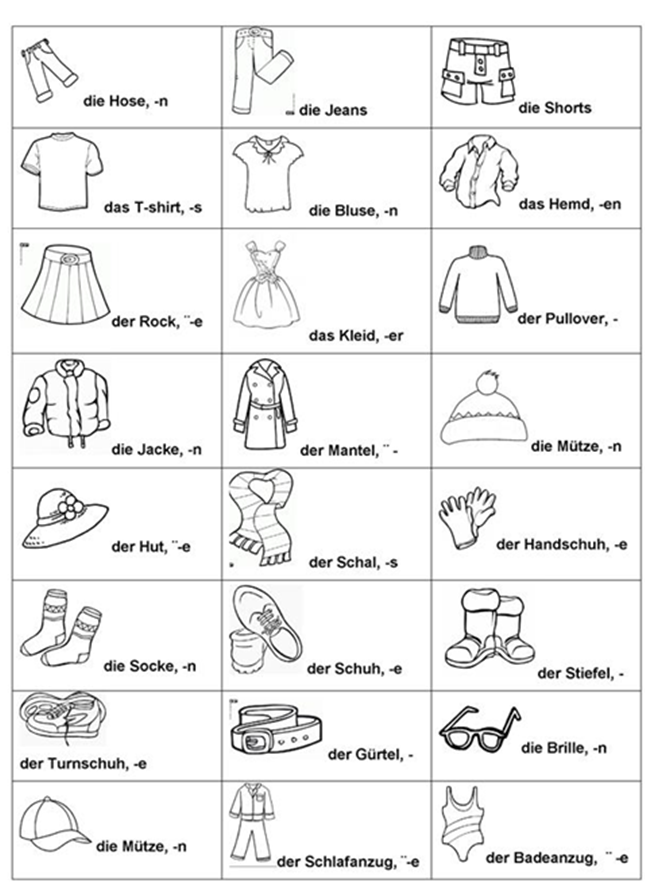 die Hose, -n
die Jeans
die Shorts
das T-shirt, -s
die Bluse, -n
das Hemd, -en
der Rock, ¨-e
das Kleid, -er
der Pullover, -
die Jacke, -n
der Mantel, ¨ -
die Mütze, -n
der Hut, ¨-e
der Schal, -s
der Handschuh, -e
die Socke, -n
der Schuh, -e
der Stiefel, -
der Turnschuh, -e
der Gürtel, -
die Brille, -n
die Mütze, -n
der Schlafanzug, ¨-e
der Badeanzug, ¨ -e